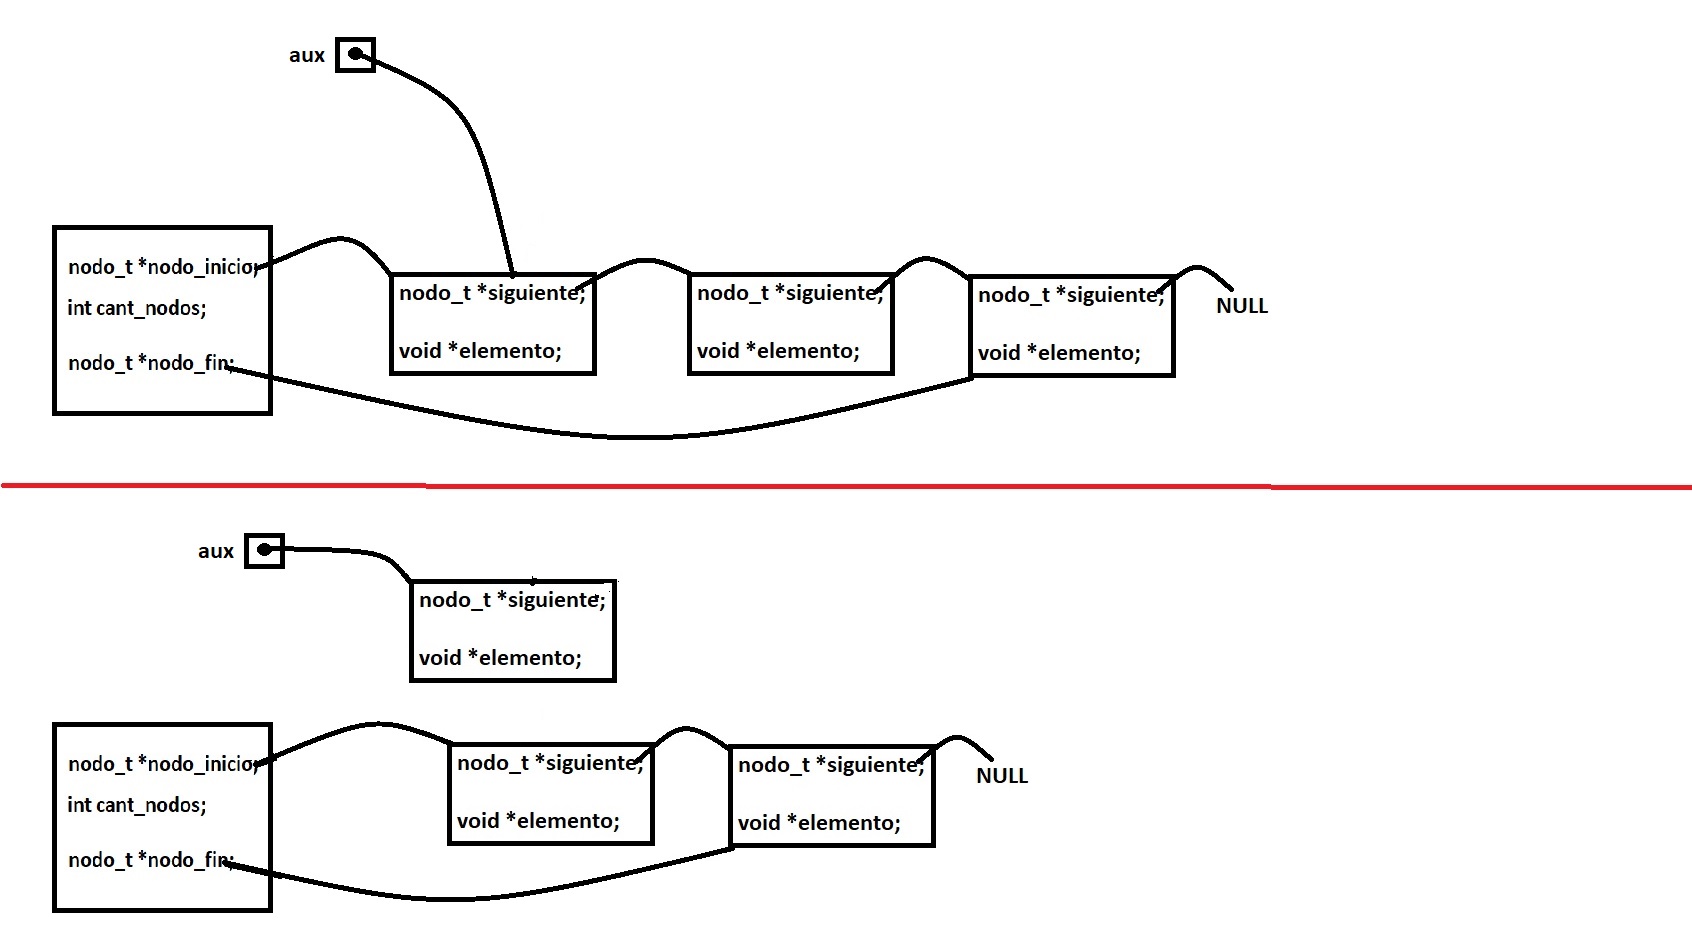 aux
nodo_t *nodo_inicio;
int cant_nodos;
nodo_t *nodo_fin;
nodo_t *siguiente;
void *elemento;
nodo_t *siguiente;
void *elemento;
nodo_t *siguiente;
void *elemento;
NULL
aux
nodo_t *siguiente;
void *elemento;
nodo_t *nodo_inicio;
int cant_nodos;
nodo_t *nodo_fin;
nodo_t *siguiente;
void *elemento;
nodo_t *siguiente;
void *elemento;
NULL